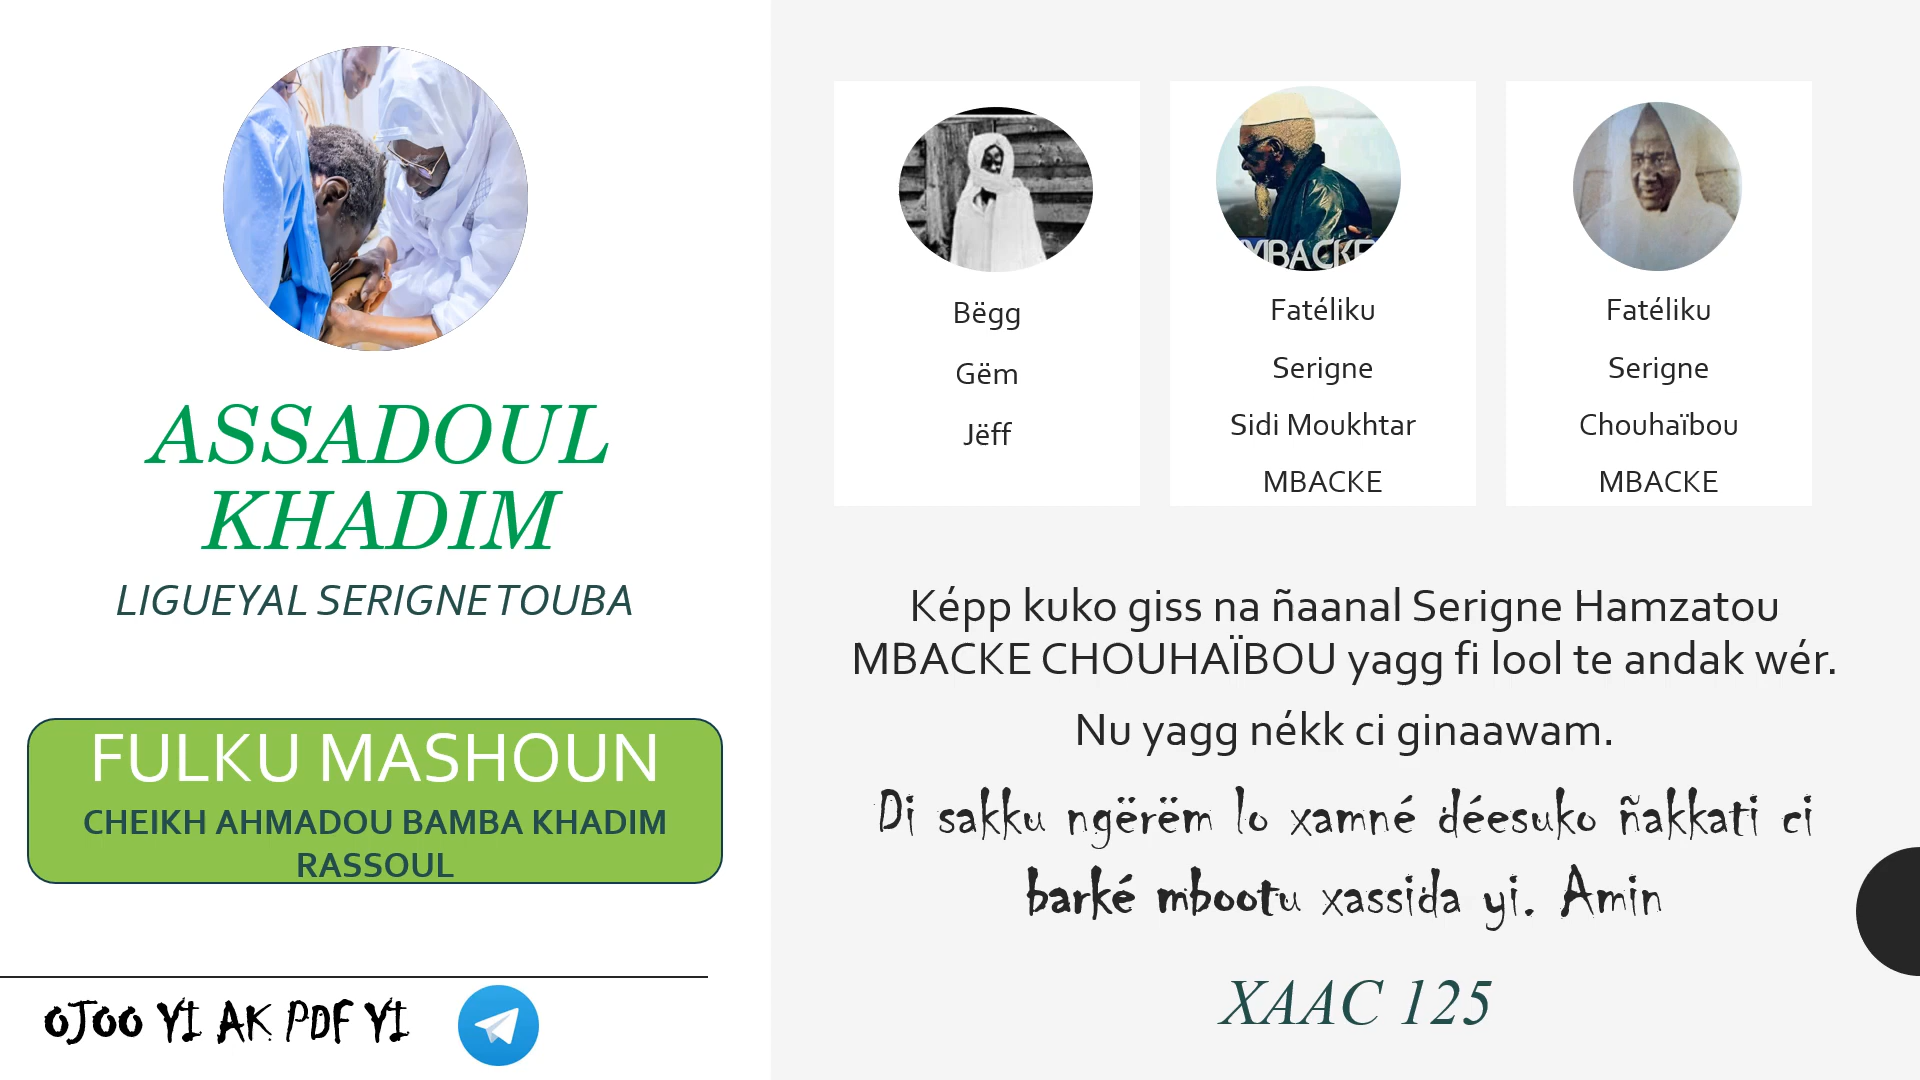 ASSADOUL
KHADIM
LIGUEYAL SERIGNE TOUBA
FULKU MASHOUN
CHEIKH AHMADOU BAMBA KHADIM
RASSOUL
OJOO YI AK PDF YI
Bëgg
Gëm
Jëff
MBACKE
Fatéliku
Serigne
Sidi Moukhtar
MBACKE
Fatéliku
Serigne
Chouhaïbou
MBACKE
Képp kuko giss na ñaanal Serigne Hamzatou
MBACKE CHOUHAÏBOU yagg fi lool te andak wér.
Nu yagg nékk ci ginaawam.
Di sakku ngërëm lo xamné déesuko ñakkati ci
barké mbootu xassida yi. Amin
XAAC 125